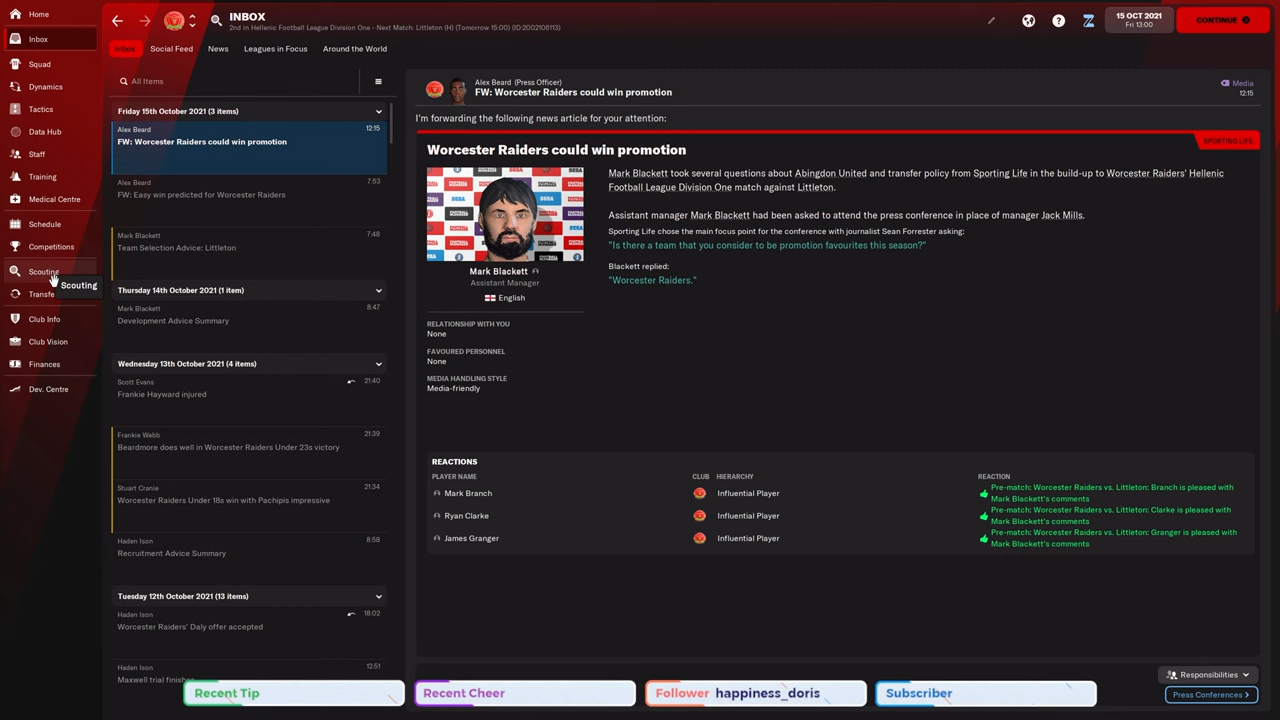 Home
Inbox
Squad
Dynamics
Tactics
Data Hub
Staff
Training
Medical Centre
Schedule
Competitions
Scouting
Scouting
Transfe
Club Info
Club Vision
Finances
Dev. Centre
INBOX
2nd in Hellenic Football League Division One - Next Match: Littleton (H) (Tomorrow 15:00) (ID:2002106113)
15 OCT 2021
Fri 13:00
CONTINUE
Inbox
Social Feed
News
Leagues in Focus
Around the World
All Items
Friday 15th October 2021 (3 items)
Alex Beard 12:15
FW: Worcester Raiders could win promotion
Alex Beard 7:53
FW: Easy win predicted for Worcester Raiders
Mark Blackett 7:48
Team Selection Advice: Littleton
Thursday 14th October 2021 (1 item)
Mark Blackett 8:47
Development Advice Summary
Wednesday 13th October 2021 (4 items)
Scott Evans 21:40
Frankie Hayward injured
Frankie Webb 21:39
Beardmore does well in Worcester Raiders Under 23s victory
Stuart Cranie 21:34
Worcester Raiders Under 18s win with Pachipis impressive
Haden Ison 8:58
Recruitment Advice Summary
Tuesday 12th October 2021 (13 items)
Haden Ison 18:02
Worcester Raiders' Daly offer accepted
Haden Ison 12:51
Maxwell trial finishe
Alex Beard (Press Officer)
FW: Worcester Raiders could win promotion
Media
12:15
I'm forwarding the following news article for your attention:
SPORTING LIFE
Worcester Raiders could win promotion
Mark Blackett took several questions about Abingdon United and transfer policy from Sporting Life in the build-up to Worcester Raiders' Hellenic
Football League Division One match against Littleton.
Assistant manager Mark Blackett had been asked to attend the press conference in place of manager Jack Mills.
Sporting Life chose the main focus point for the conference with journalist Sean Forrester asking:
"Is there a team that you consider to be promotion favourites this season?"
Blackett replied:
"Worcester Raiders."
Mark Blackett
Assistant Manager
English
RELATIONSHIP WITH YOU
None
FAVOURED PERSONNEL
None
MEDIA HANDLING STYLE
Media-friendly
REACTIONS
PLAYER NAME CLUB HIERARCHY REACTION
Mark Branch Influential Player Pre-match: Worcester Raiders vs. Littleton: Branch is pleased with
Mark Blackett's comments
Ryan Clarke Influential Player Pre-match: Worcester Raiders vs. Littleton: Clarke is pleased with
Mark Blackett's comments
James Granger Influential Player Pre-match: Worcester Raiders vs. Littleton: Granger is pleased with
Mark Blackett's comments
Responsibilities
Press Conferences >
Recent Tip
Recent Cheer
Follower happiness_doris
Subscriber